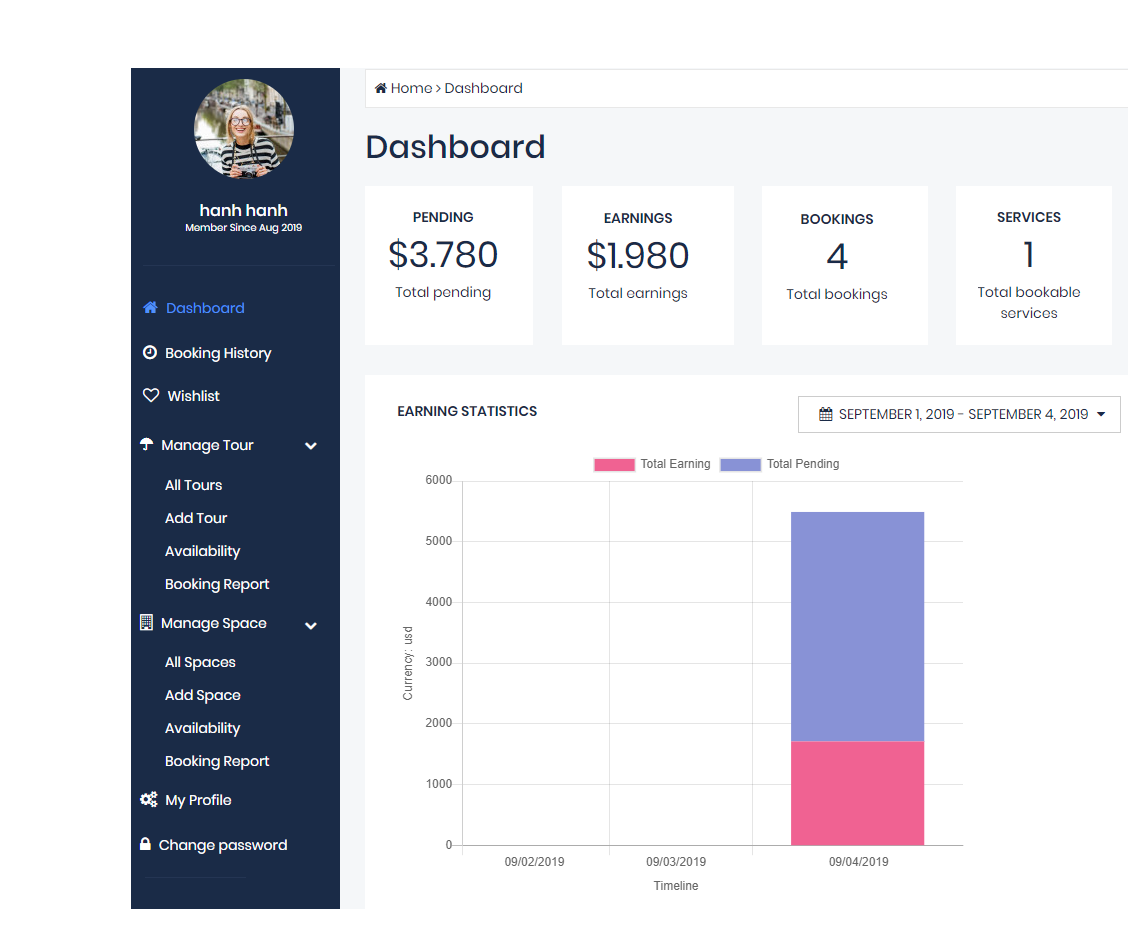 hanh hanh
Member Since Aug 2019
Dashboard
Booking History
Wishlist
Manage Tour
All Tours
Add Tour
Availability
Booking Report
Manage Space
All Spaces
Add Space
Availability
Booking Report
My Profile
Change password
Home > Dashboard
Dashboard
PENDING
$3.780
Total pending
EARNINGS
$1.980
Total earnings
BOOKINGS
4
Total bookings
SERVICES
1
Total bookable
services
EARNING STATISTICS
SEPTEMBER 1, 2019 - SEPTEMBER 4, 2019
Total Earning
Total Pending
6000
5000
4000
3000
2000
1000
0
Currency: usd
09/02/2019
09/03/2019
09/04/2019
Timeline